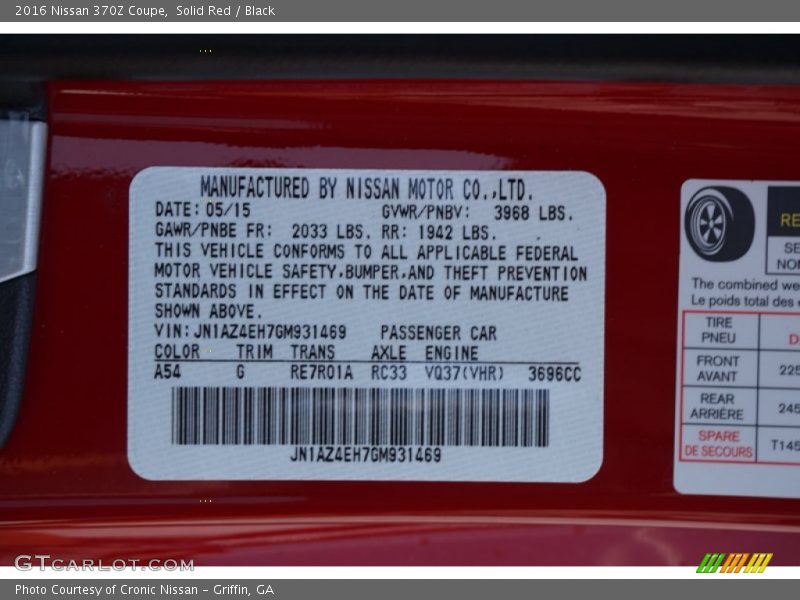 2016 Nissan 370Z Coupe, Solid Red / Black
MANUFACTURED BY NISSAN MOTOR CO.,LTD.
DATE: 05/15 GVWR/PNBV: 3968 LBS.
GAWR/PNBE FR: 2033 LBS. RR: 1942 LBS.
THIS VEHICLE CONFORMS TO ALL APPLICABLE FEDERAL
MOTOR VEHICLE SAFETY,BUMPER,AND THEFT PREVENTION
STANDARDS IN EFFECT ON THE DATE OF MANUFACTURE
SHOWN ABOVE.
VIN: JN1AZ4EH7GM931469 PASSENGER CAR
COLOR TRIM TRANS AXLE ENGINE
A54 G RE7R01A RC33 VQ37(VHR) 3696CC
JN1AZ4EH7GM931469
The combined
Le poids total des
TIRE
PNEU
FRONT
AVANT
225
REAR
ARRIÈRE
245
SPARE
DE SECOURS
T145
GTCARLOT.COM
Photo Courtesy of Cronic Nissan - Griffin, GA